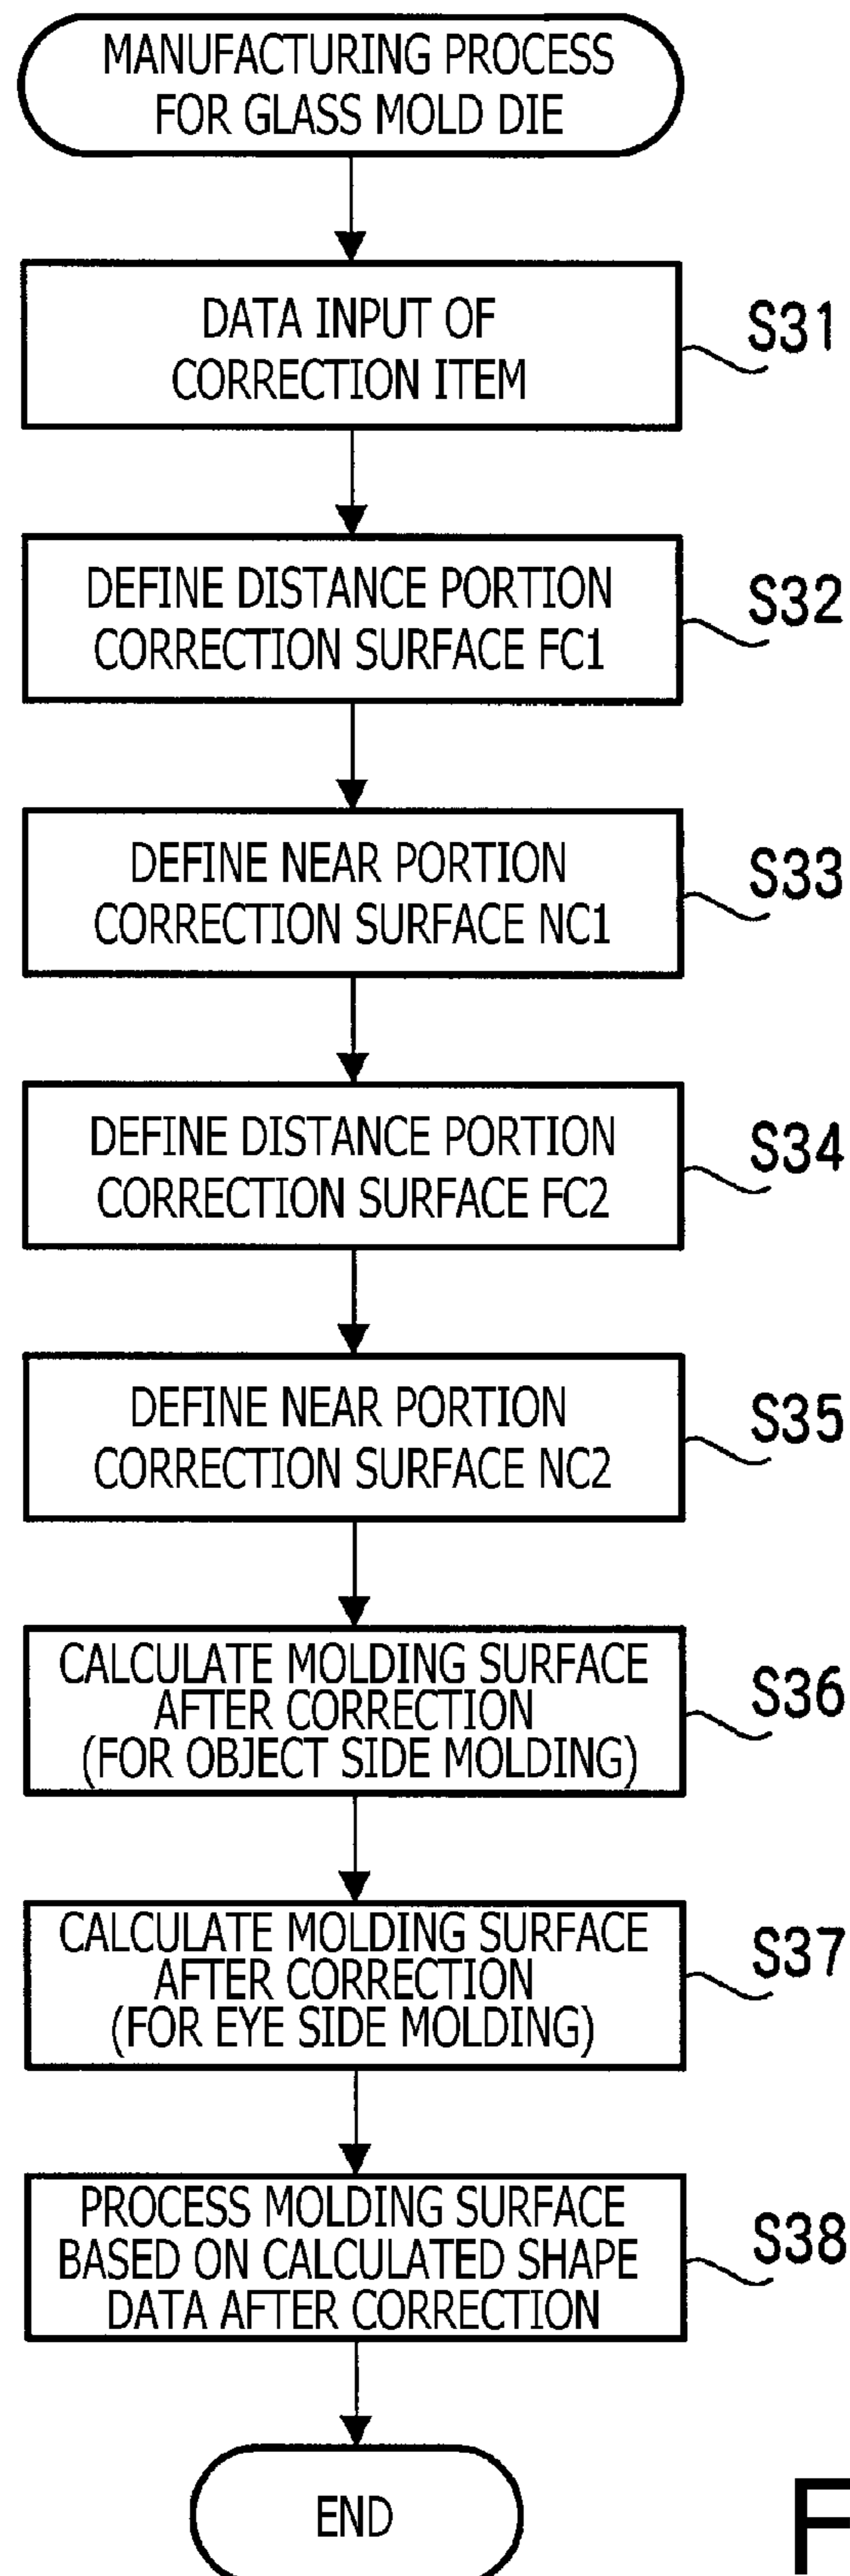 MANUFACTURING PROCESS
FOR GLASS MOLD DIE
DATA INPUT OF
CORRECTION ITEM
S31
DEFINE DISTANCE PORTION
CORRECTION SURFACE FC1
S32
DEFINE NEAR PORTION
CORRECTION SURFACE NC1
S33
DEFINE DISTANCE PORTION
CORRECTION SURFACE FC2
S34
DEFINE NEAR PORTION
CORRECTION SURFACE NC2
S35
CALCULATE MOLDING SURFACE
AFTER CORRECTION
(FOR OBJECT SIDE MOLDING)
S36
CALCULATE MOLDING SURFACE
AFTER CORRECTION
(FOR EYE SIDE MOLDING)
S37
PROCESS MOLDING SURFACE
BASED ON CALCULATED SHAPE
DATA AFTER CORRECTION
S38
END
F